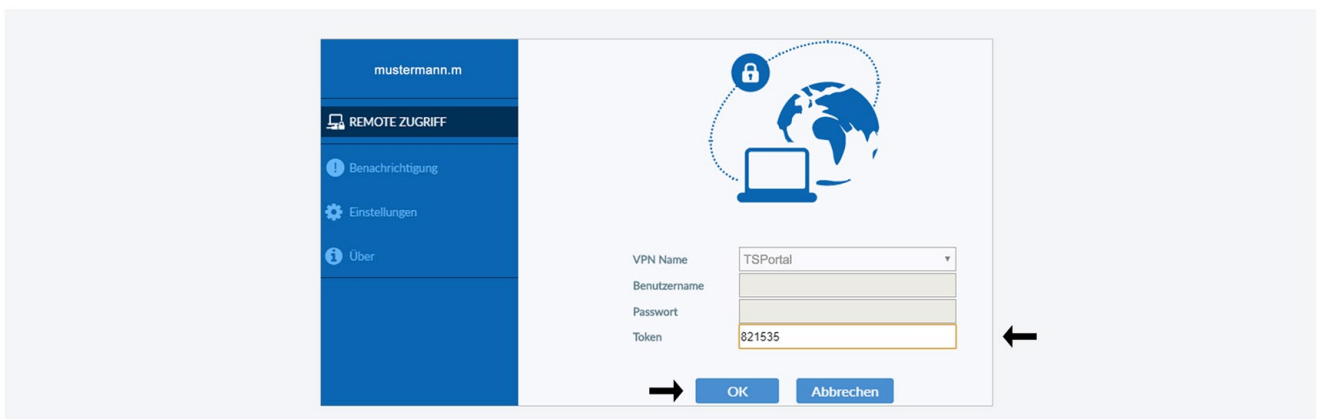 mustermann.m
REMOTE ZUGRIFF
Benachrichtigung
Einstellungen
Über
VPN Name
TSPortal
Benutzername
Passwort
Token
821535
OK
Abbrechen